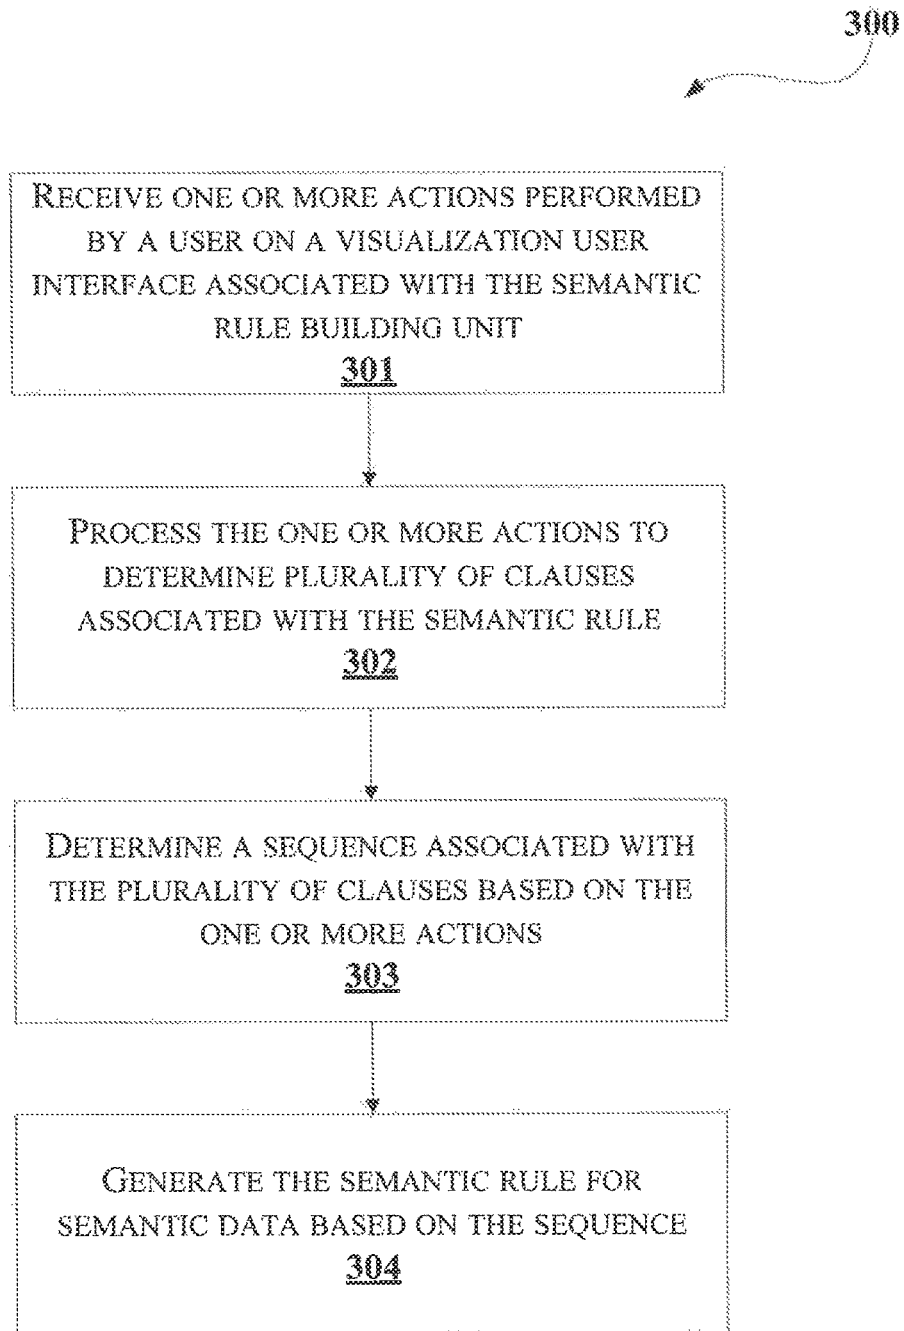 300
RECEIVE ONE OR MORE ACTIONS PERFORMED
BY A USER ON A VISUALIZATION USER
INTERFACE ASSOCIATED WITH THE SEMANTIC
RULE BUILDING UNIT
301
PROCESS THE ONE OR MORE ACTIONS TO
DETERMINE PLURALITY OF CLAUSES
ASSOCIATED WITH THE SEMANTIC RULE
302
DETERMINE A SEQUENCE ASSOCIATED WITH
THE PLURALITY OF CLAUSES BASED ON THE
ONE OR MORE ACTIONS
303
GENERATE THE SEMANTIC RULE FOR
SEMANTIC DATA BASED ON THE SEQUENCE
304